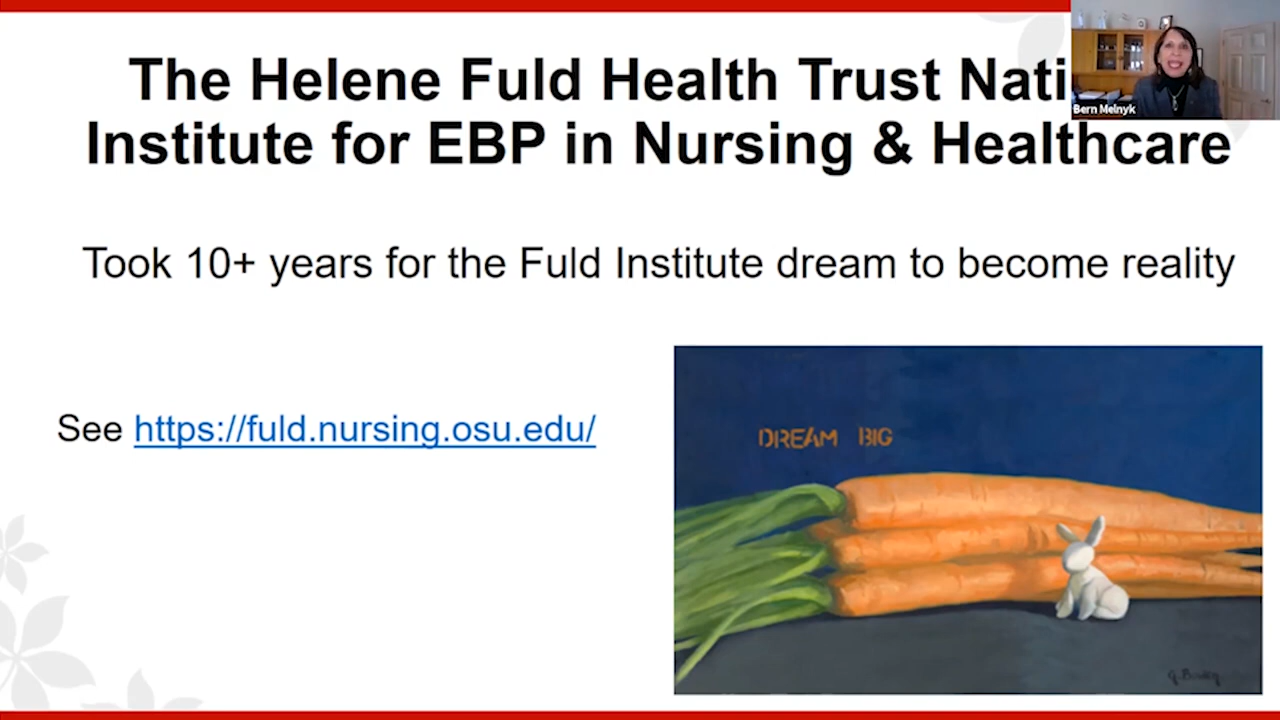 The Helene Fuld Health Trust Nati
Bern Melnyk
Institute for EBP in Nursing & Healthcare
Took 10+ years for the Fuld Institute dream to become reality
See https://fuld.nursing.osu.edu/
DREAM BIG